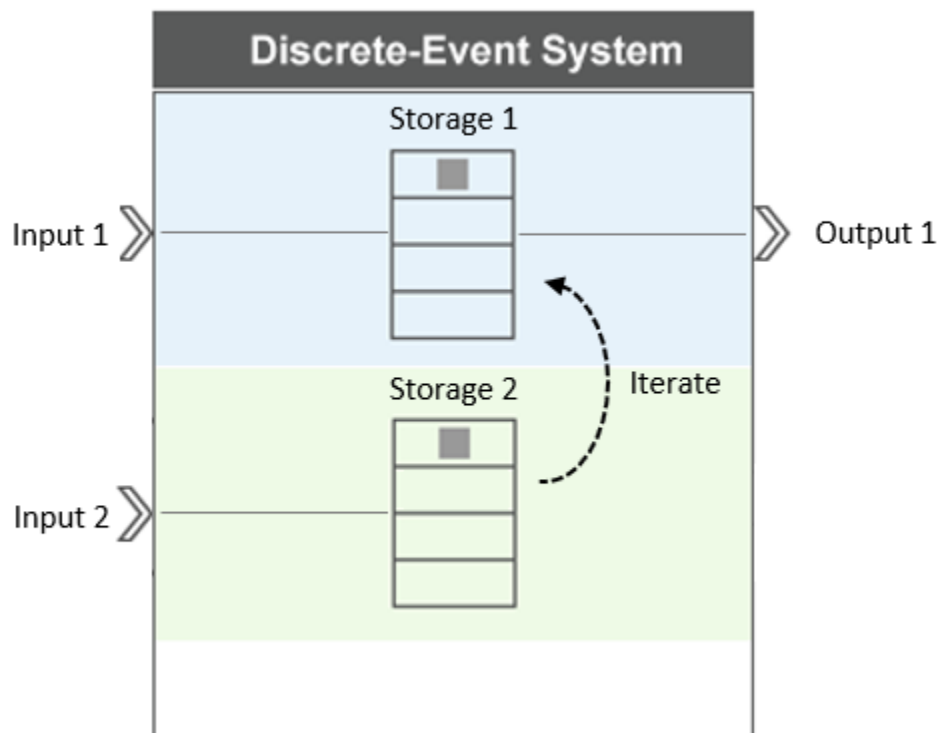 Discrete-Event System
Storage 1
Input 1
Output 1
Iterate
Storage 2
Input 2